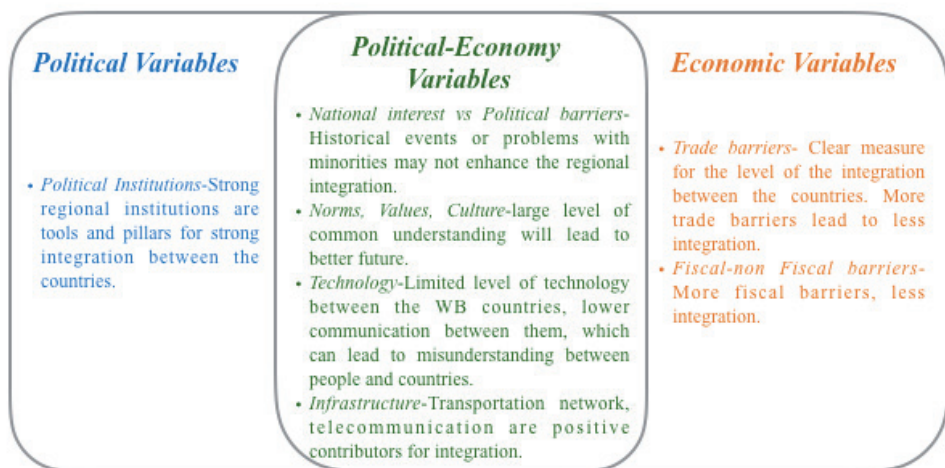 Political Variables
• Political Institutions-Strong
regional institutions are
tools and pillars for strong
integration between the
countries.
Political-Economy
Variables
• National interest vs Political barriers-
Historical events or problems with
minorities may not enhance the regional
integration.
• Norms, Values, Culture-large level of
common understanding will lead to
better future.
• Technology-Limited level of technology
between the WB countries, lower
communication between them, which
can lead to misunderstanding between
people and countries.
• Infrastructure-Transportation network,
telecommunication are positive
contributors for integration.
Economic Variables
• Trade barriers- Clear measure
for the level of the integration
between the countries. More
trade barriers lead to less
integration.
• Fiscal-non Fiscal barriers-
More fiscal barriers, less
integration.